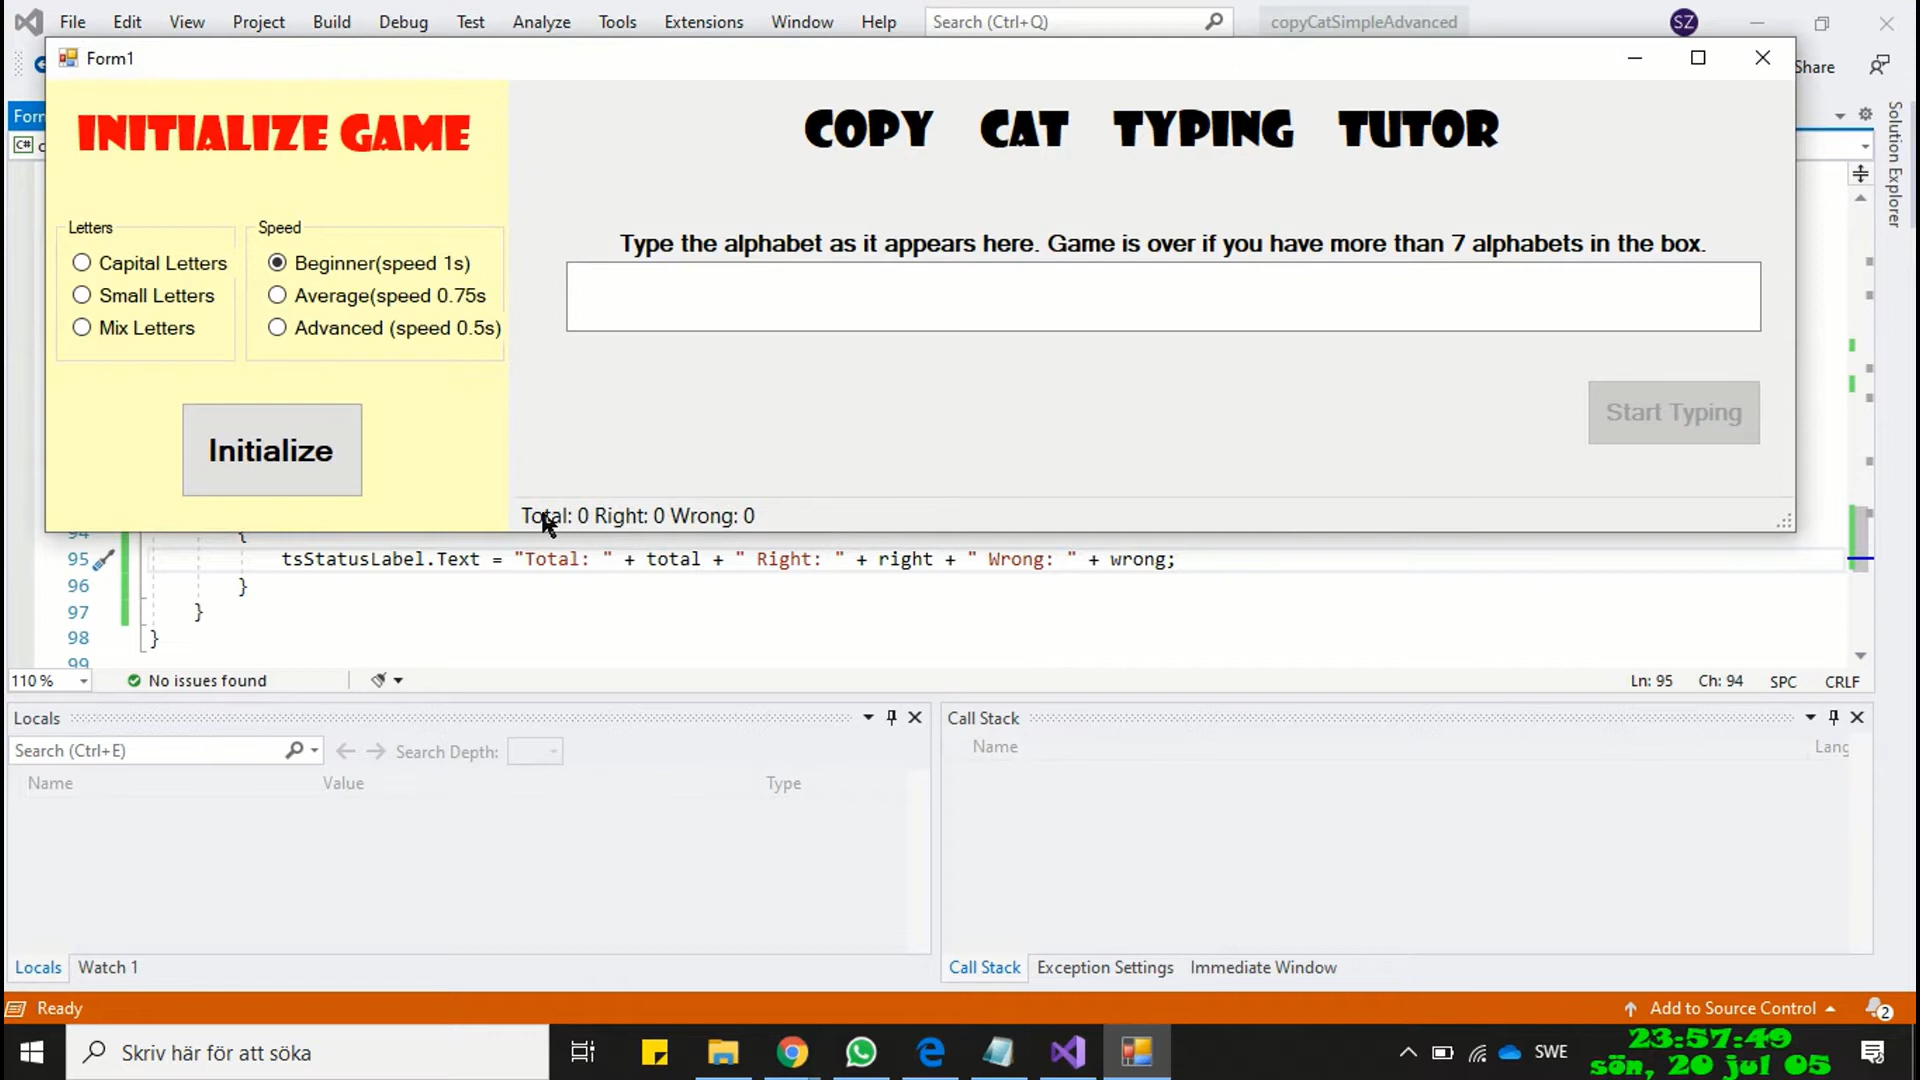 File Edit View Project Build Debug Test Analyze Tools Extensions Window Help Search (Ctrl+Q) copyCatSimpleAdvanced SZ
Form1
Share
INITIALIZE GAME
COPY CAT TYPING TUTOR
Solution Explorer
Letters
Capital Letters
Small Letters
Mix Letters
Speed
Beginner(speed 1s)
Average(speed 0.75s
Advanced (speed 0.5s)
Initialize
Type the alphabet as it appears here. Game is over if you have more than 7 alphabets in the box.
Start Typing
Total: 0 Right: 0 Wrong: 0
94 {
95 tsStatusLabel.Text = "Total: " + total + " Right: " + right + " Wrong: " + wrong;
96 }
97 }
98 }
99
110 % No issues found Ln: 95 Ch: 94 SPC CRLF
Locals
Search (Ctrl+E) Search Depth:
Name Value Type
Locals Watch 1
Call Stack
Name Lang
Call Stack Exception Settings Immediate Window
Ready Add to Source Control 2
Skriv här för att söka
SWE
23:57:49
sön, 20 jul 05